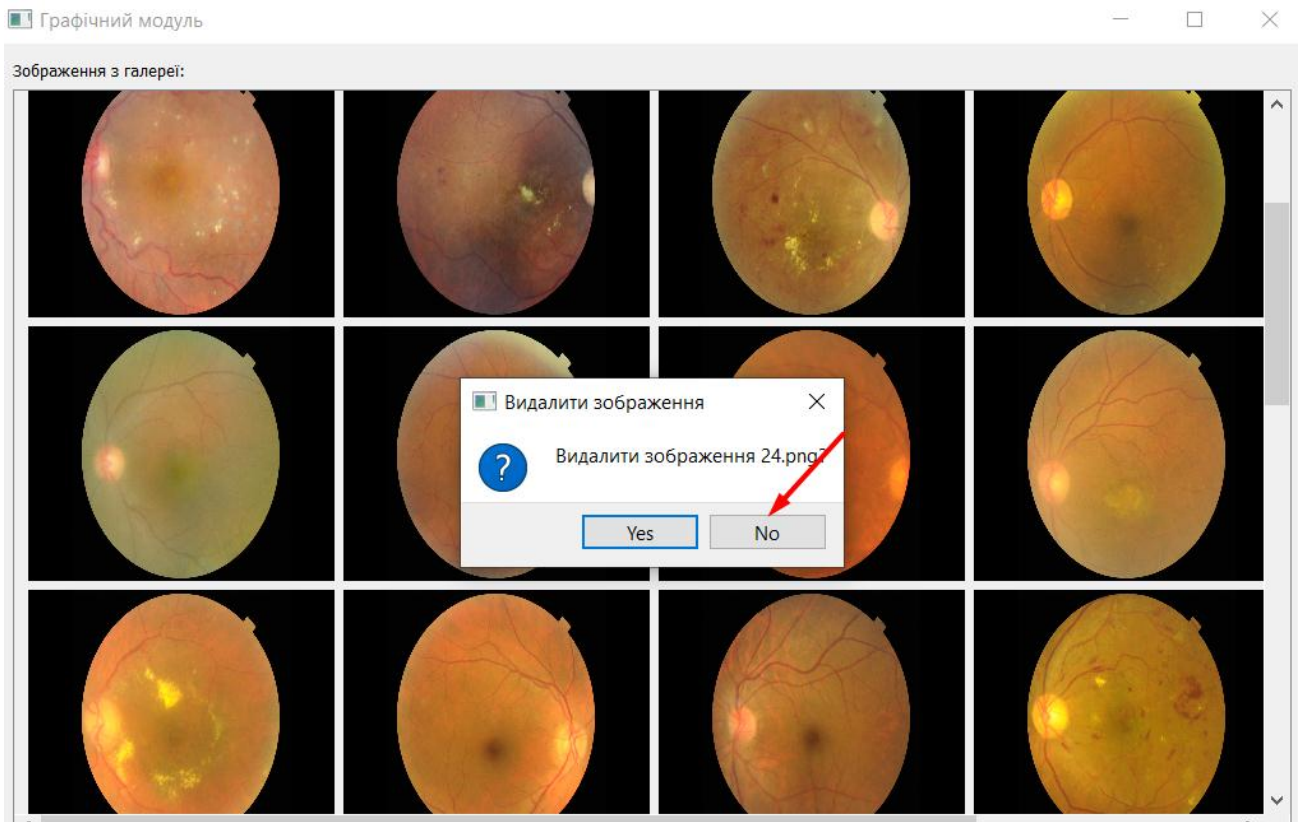 Графічний модуль
Зображення з галереї:
Видалити зображення
Видалити зображення 24.png?
Yes
No